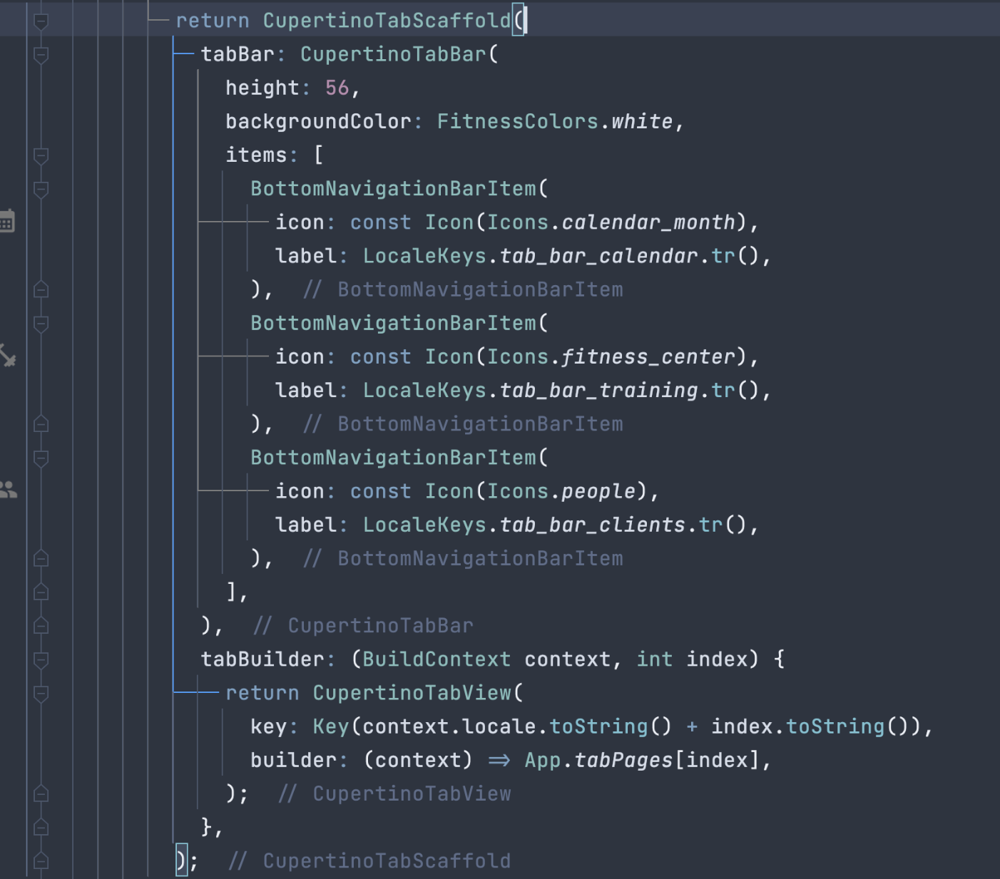 return CupertinoTabScaffold(
tabBar: CupertinoTabBar(
height: 56,
backgroundColor: FitnessColors.white,
items: [
BottomNavigationBarItem(
icon: const Icon(Icons.calendar_month),
label: LocaleKeys.tab_bar_calendar.tr(),
), // BottomNavigationBarItem
BottomNavigationBarItem(
icon: const Icon(Icons.fitness_center),
label: LocaleKeys.tab_bar_training.tr(),
), // BottomNavigationBarItem
BottomNavigationBarItem(
icon: const Icon(Icons.people),
label: LocaleKeys.tab_bar_clients.tr(),
), // BottomNavigationBarItem
],
), // CupertinoTabBar
tabBuilder: (BuildContext context, int index) {
return CupertinoTabView(
key: Key(context.locale.toString() + index.toString()),
builder: (context) => App.tabPages[index],
); // CupertinoTabView
},
); // CupertinoTabScaffold